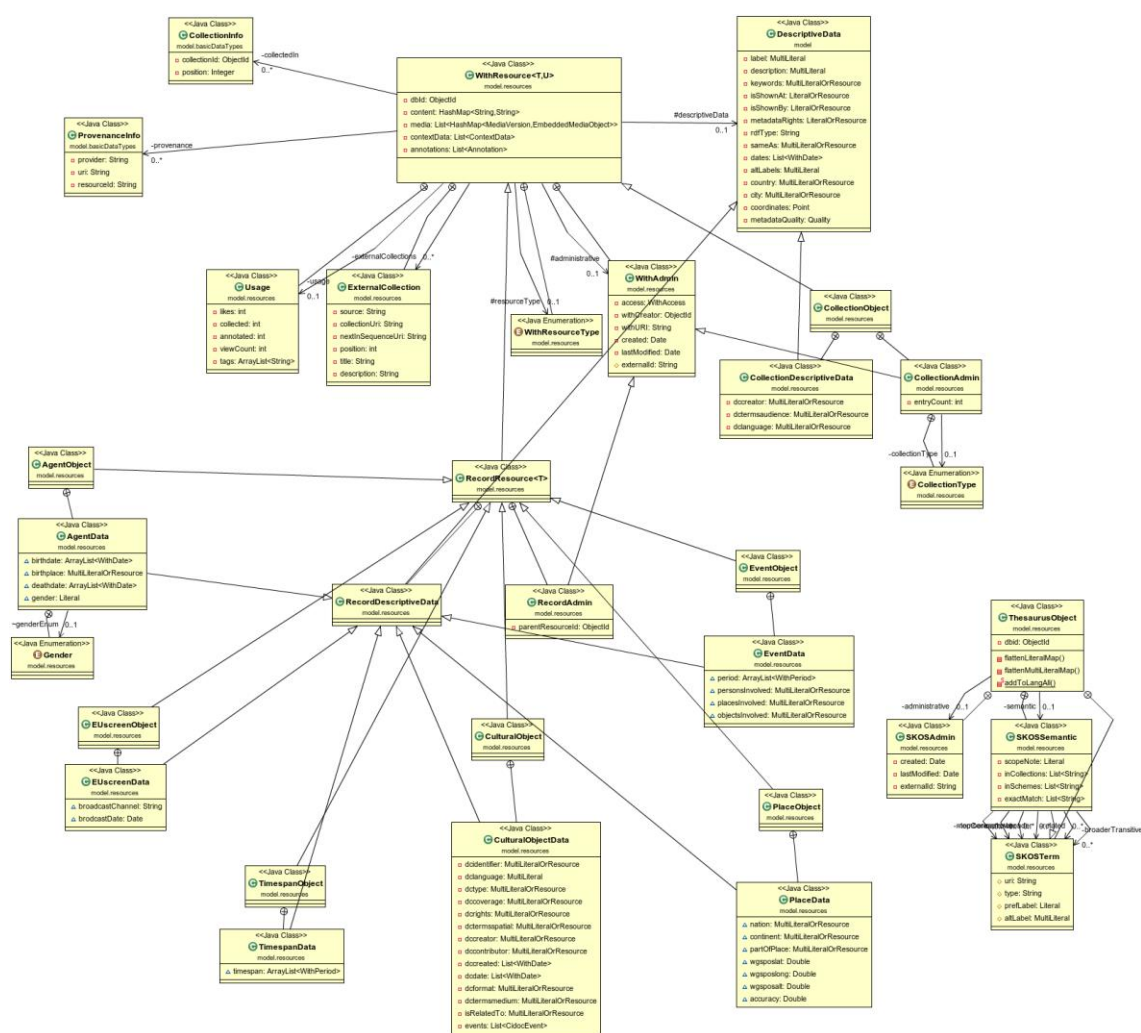 <<Java Class>>
CollectionInfo
model.basicDataTypes
collectionId: ObjectId
position: Integer
-collectedIn
0..*
<<Java Class>>
ProvenanceInfo
model.basicDataTypes
provider: String
uri: String
resourceId: String
-provenance
0..*
<<Java Class>>
WithResource<T,U>
model.resources
dbId: ObjectId
content: HashMap<String,String>
media: List<HashMap<MediaVersion,EmbeddedMediaObject>>
contextData: List<ContextData>
annotations: List<Annotation>
#descriptiveData
0..1
<<Java Class>>
DescriptiveData
model
label: MultiLiteral
description: MultiLiteral
keywords: MultiLiteralOrResource
isShownAt: LiteralOrResource
isShownBy: LiteralOrResource
metadataRights: LiteralOrResource
rdfType: String
sameAs: MultiLiteralOrResource
dates: List<WithDate>
altLabels: MultiLiteral
country: MultiLiteralOrResource
city: MultiLiteralOrResource
coordinates: Point
metadataQuality: Quality
-externalCollections
0..*
-usage
0..1
#administrative
0..1
#resourceType
0..1
<<Java Class>>
Usage
model.resources
likes: int
collected: int
annotated: int
viewCount: int
tags: ArrayList<String>
<<Java Class>>
ExternalCollection
model.resources
source: String
collectionUri: String
nextInSequenceUri: String
position: int
title: String
description: String
<<Java Enumeration>>
WithResourceType
model.resources
<<Java Class>>
WithAdmin
model.resources
access: WithAccess
withCreator: ObjectId
withURI: String
created: Date
lastModified: Date
externalId: String
<<Java Class>>
CollectionObject
model.resources
<<Java Class>>
CollectionDescriptiveData
model.resources
dccreator: MultiLiteralOrResource
dctermsaudience: MultiLiteralOrResource
dclanguage: MultiLiteralOrResource
<<Java Class>>
CollectionAdmin
model.resources
entryCount: int
-collectionType
0..1
<<Java Enumeration>>
CollectionType
model.resources
<<Java Class>>
AgentObject
model.resources
<<Java Class>>
RecordResource<T>
model.resources
<<Java Class>>
AgentData
model.resources
birthdate: ArrayList<WithDate>
birthplace: MultiLiteralOrResource
deathdate: ArrayList<WithDate>
gender: Literal
~genderEnum
0..1
<<Java Enumeration>>
Gender
model.resources
<<Java Class>>
RecordDescriptiveData
model.resources
<<Java Class>>
RecordAdmin
model.resources
parentResourceId: ObjectId
<<Java Class>>
EventObject
model.resources
<<Java Class>>
EventData
model.resources
period: ArrayList<WithPeriod>
personsInvolved: MultiLiteralOrResource
placesInvolved: MultiLiteralOrResource
objectsInvolved: MultiLiteralOrResource
<<Java Class>>
ThesaurusObject
model.resources
dbid: ObjectId
flattenLiteralMap()
flattenMultiLiteralMap()
addToLangAll()
-administrative
0..1
-semantic
0..1
<<Java Class>>
SKOSAdmin
model.resources
created: Date
lastModified: Date
externalId: String
<<Java Class>>
SKOSSemantic
model.resources
scopeNote: Literal
inCollections: List<String>
inSchemes: List<String>
exactMatch: List<String>
-broaderTransitive
0..*
<<Java Class>>
SKOSTerm
model.resources
uri: String
type: String
prefLabel: Literal
altLabel: MultiLiteral
<<Java Class>>
EUscreenObject
model.resources
<<Java Class>>
EUscreenData
model.resources
broadcastChannel: String
brodcastDate: Date
<<Java Class>>
CulturalObject
model.resources
<<Java Class>>
CulturalObjectData
model.resources
dcidentifier: MultiLiteralOrResource
dclanguage: MultiLiteral
dctype: MultiLiteralOrResource
dccoverage: MultiLiteralOrResource
dcrights: MultiLiteralOrResource
dctermsspatial: MultiLiteralOrResource
dccreator: MultiLiteralOrResource
dccontributor: MultiLiteralOrResource
dccreated: List<WithDate>
dcdate: List<WithDate>
dcformat: MultiLiteralOrResource
dctermsmedium: MultiLiteralOrResource
isRelatedTo: MultiLiteralOrResource
events: List<CidocEvent>
<<Java Class>>
PlaceObject
model.resources
<<Java Class>>
PlaceData
model.resources
nation: MultiLiteralOrResource
continent: MultiLiteralOrResource
partOfPlace: MultiLiteralOrResource
wgsposlat: Double
wgsposlong: Double
wgsposalt: Double
accuracy: Double
<<Java Class>>
TimespanObject
model.resources
<<Java Class>>
TimespanData
model.resources
timespan: ArrayList<WithPeriod>